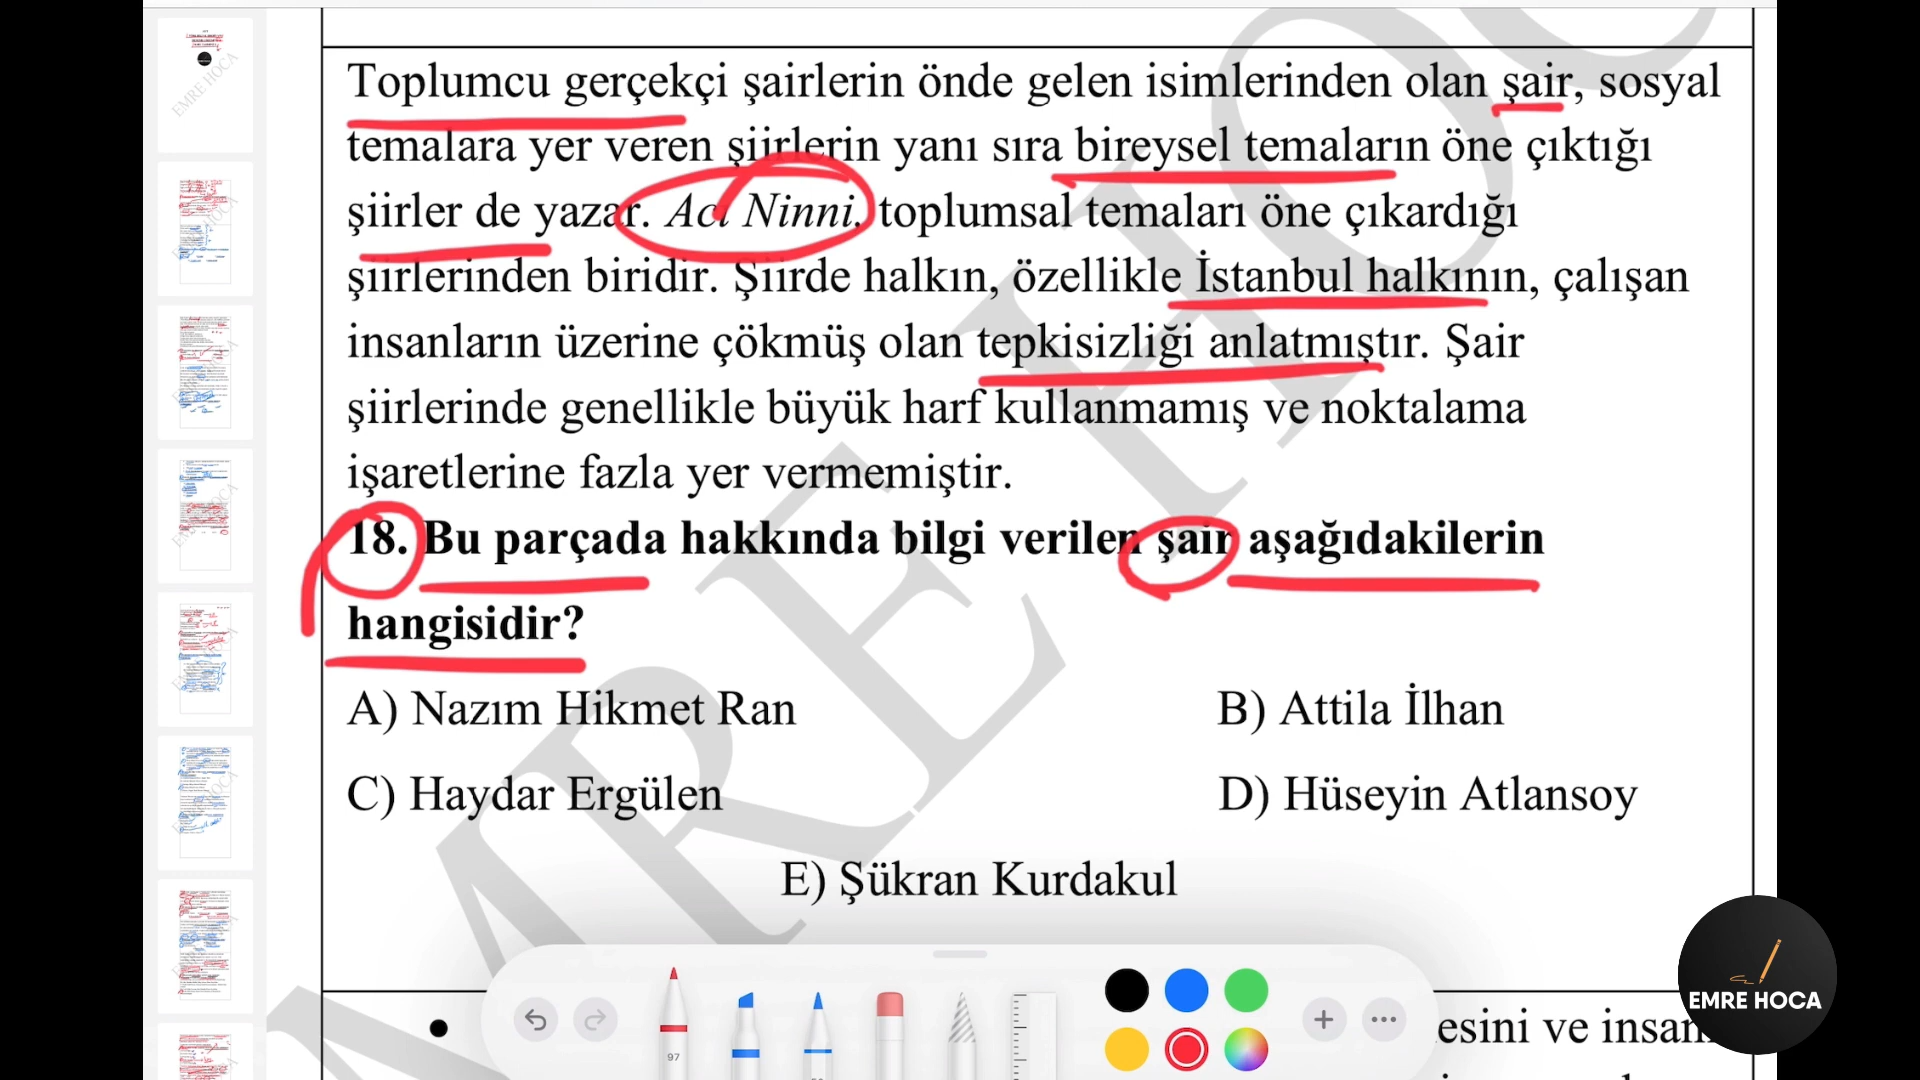 Toplumcu gerçekçi şairlerin önde gelen isimlerinden olan şair, sosyal
temalara yer veren şiirlerin yanı sıra bireysel temaların öne çıktığı
şiirler de yazar. Acı Ninni, toplumsal temaları öne çıkardığı
şiirlerinden biridir. Şiirde halkın, özellikle İstanbul halkının, çalışan
insanların üzerine çökmüş olan tepkisizliği anlatmıştır. Şair
şiirlerinde genellikle büyük harf kullanmamış ve noktalama
işaretlerine fazla yer vermemiştir.
18. Bu parçada hakkında bilgi verilen şair aşağıdakilerin
hangisidir?
A) Nazım Hikmet Ran B) Attila İlhan
C) Haydar Ergülen D) Hüseyin Atlansoy
E) Şükran Kurdakul
esini ve insan
EMRE HOCA
97